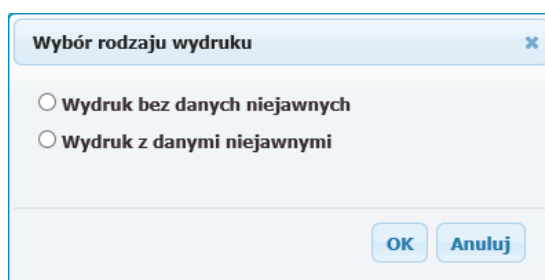 Wybór rodzaju wydruku
Wydruk bez danych niejawnych
Wydruk z danymi niejawnymi
OK Anuluj